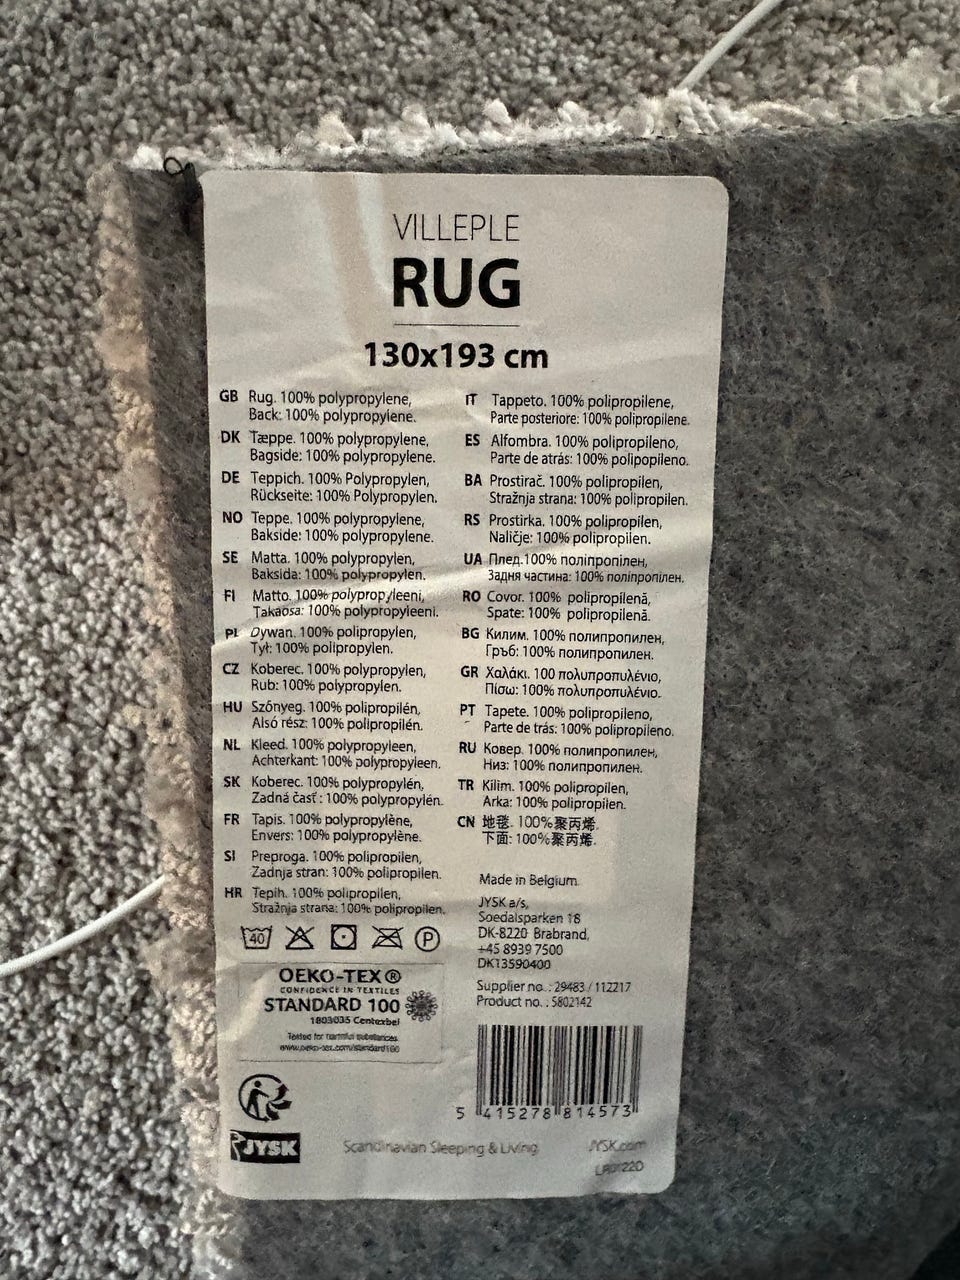 VILLEPLE
RUG
130x193 cm
GB Rug. 100% polypropylene,
Back: 100% polypropylene.
DK Tæppe. 100% polypropylene,
Bagside: 100% polypropylene.
DE Teppich. 100% Polypropylen,
Rückseite: 100% Polypropylen.
NO Teppe. 100% polypropylene,
Bakside: 100% polypropylene.
SE Matta. 100% polypropylen,
Baksida: 100% polypropylen.
FI Matto. 100% polypropyleeni,
Takaosa: 100% polypropyleeni.
PL Dywan. 100% polipropylen,
Tył: 100% polipropylen.
CZ Koberec. 100% polypropylen,
Rub: 100% polypropylen.
HU Szőnyeg. 100% polipropilén,
Alsó rész: 100% polipropilén.
NL Kleed. 100% polypropyleen,
Achterkant: 100% polypropyleen.
SK Koberec. 100% polypropylén,
Zadná časť : 100% polypropylén.
FR Tapis. 100% polypropylène,
Envers: 100% polypropylène.
SI Preproga. 100% polipropilen,
Zadnja stran: 100% polipropilen.
HR Tepih. 100% polipropilen,
Stražnja strana: 100% polipropilen.
IT Tappeto. 100% polipropilene,
Parte posteriore: 100% polipropilene.
ES Alfombra. 100% polipropileno,
Parte de atrás: 100% polipopileno.
BA Prostirač. 100% polipropilen,
Stražnja strana: 100% polipropilen.
RS Prostirka. 100% polipropilen,
Naličje: 100% polipropilen.
UA Плед.100% поліпропілен,
Задня частина: 100% поліпропілен.
RO Covor. 100% polipropilenă,
Spate: 100% polipropilenă.
BG Килим. 100% полипропилен,
Гръб: 100% полипропилен.
GR Χαλάκι. 100 πολυπροπυλένιο,
Πίσω: 100% πολυπροπυλένιο.
PT Tapete. 100% polipropileno,
Parte de trás: 100% polipropileno.
RU Ковер. 100% полипропилен,
Низ: 100% полипропилен.
TR Kilim. 100% polipropilen,
Arka: 100% polipropilen.
CN 地毯. 100%聚丙烯.
下面: 100%聚丙烯.
Made in Belgium
JYSK a/s,
Soedalsparken 18
DK-8220 Brabrand,
+45 8939 7500
DK13590400
Supplier no. : 29483 / 112217
Product no. : 5802142
40 P
OEKO-TEX®
CONFIDENCE IN TEXTILES
STANDARD 100
1803035 Centexbel
Tested for harmful substances
www.oeko-tex.com/standard100
5 415278 814573
JYSK
Scandinavian Sleeping & Living
JYSK.com